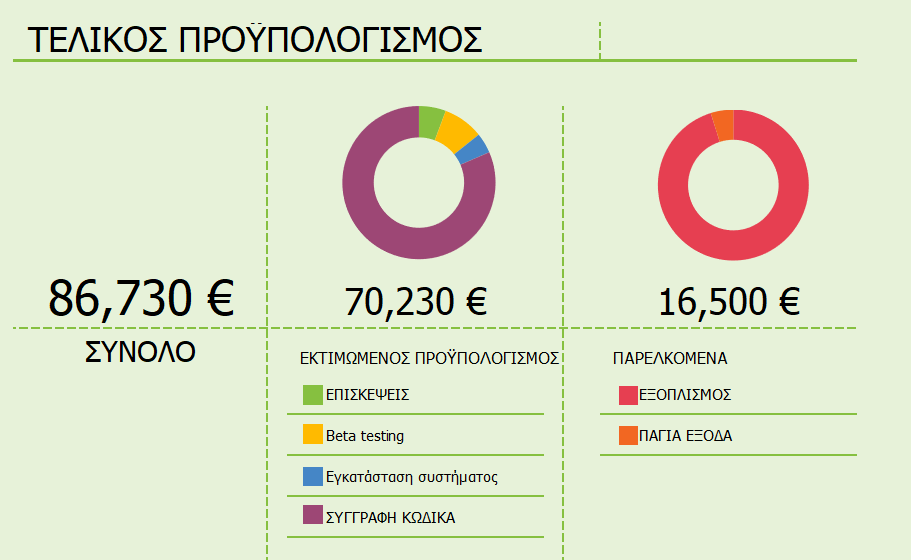 ΤΕΛΙΚΟΣ ΠΡΟΫΠΟΛΟΓΙΣΜΟΣ
86,730 €
70,230 €
16,500 €
ΣΥΝΟΛΟ
ΕΚΤΙΜΩΜΕΝΟΣ ΠΡΟΫΠΟΛΟΓΙΣΜΟΣ
ΕΠΙΣΚΕΨΕΙΣ
Beta testing
Εγκατάσταση συστήματος
ΣΥΓΓΡΑΦΗ ΚΩΔΙΚΑ
ΠΑΡΕΛΚΟΜΕΝΑ
ΕΞΟΠΛΙΣΜΟΣ
ΠΑΓΙΑ ΕΞΟΔΑ